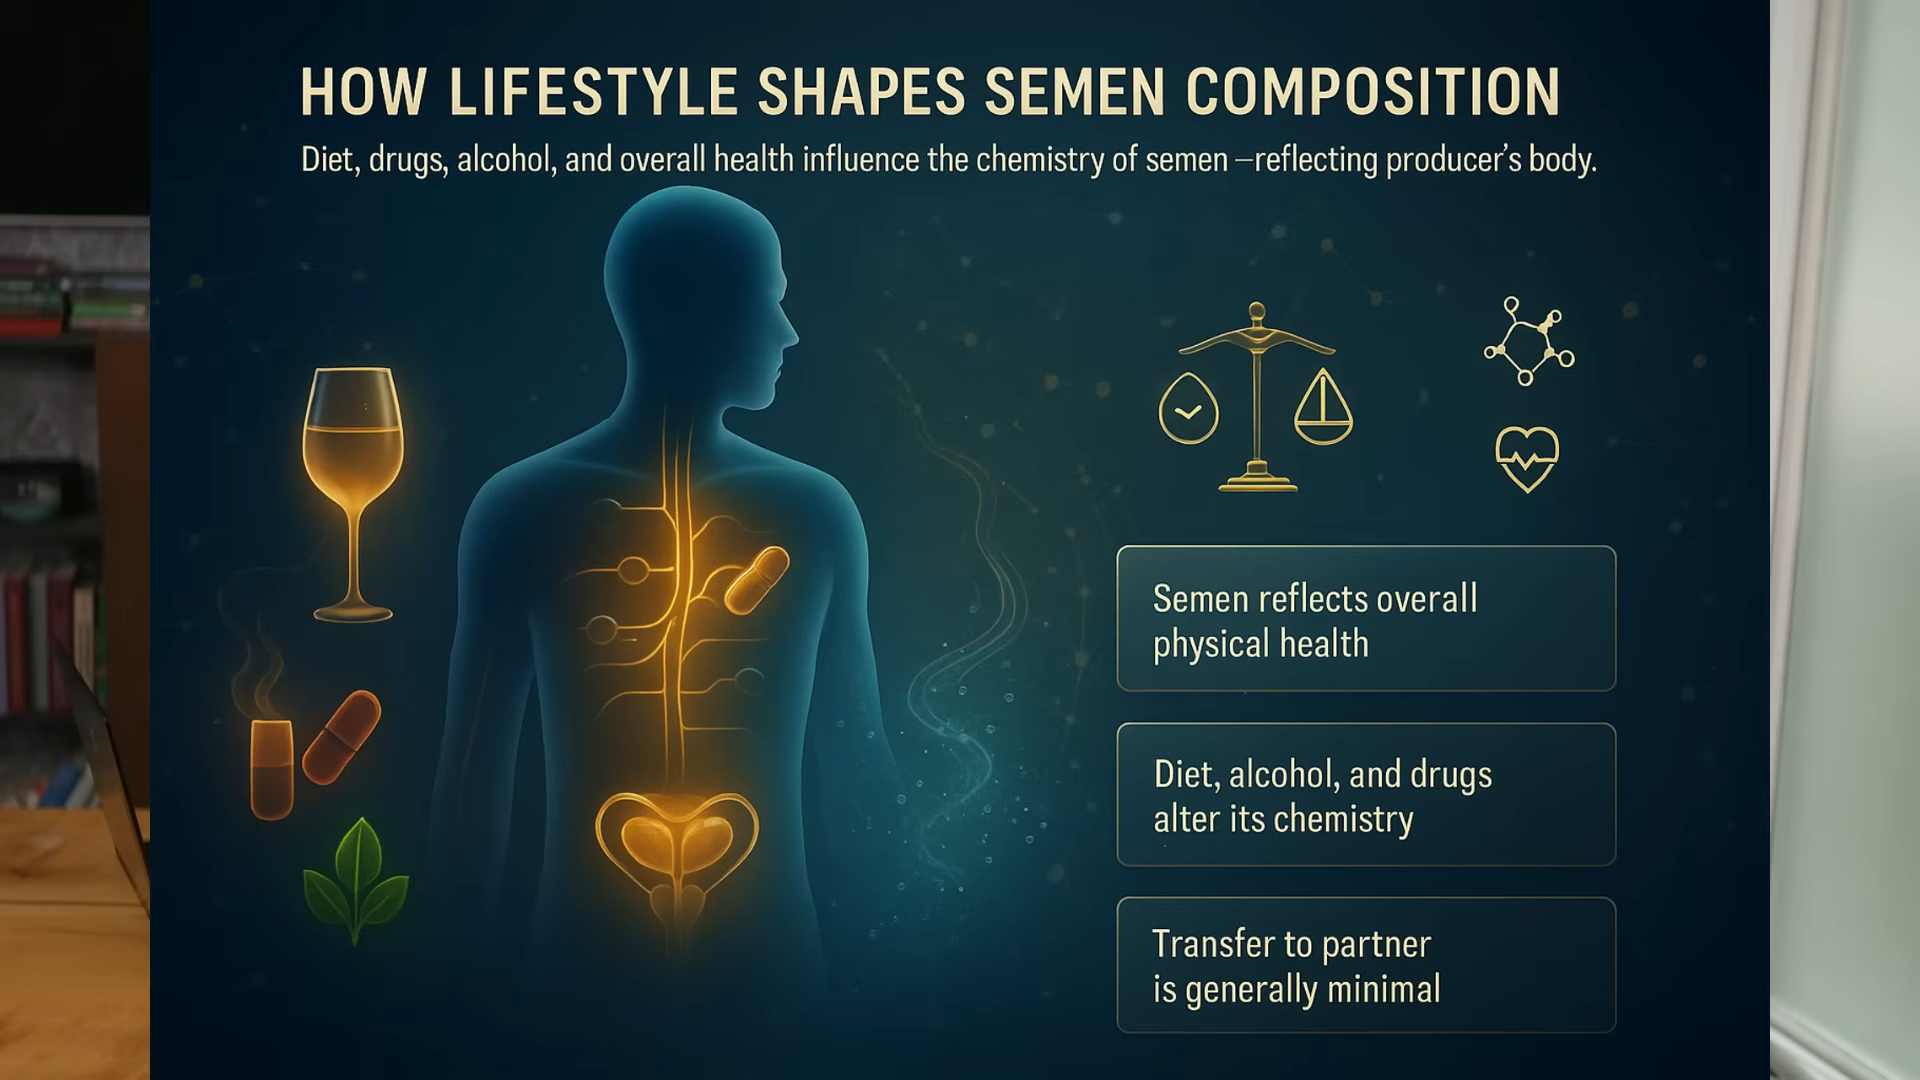 HOW LIFESTYLE SHAPES SEMEN COMPOSITION
Diet, drugs, alcohol, and overall health influence the chemistry of semen –reflecting producer's body.
Semen reflects overall
physical health
Diet, alcohol, and drugs
alter its chemistry
Transfer to partner
is generally minimal